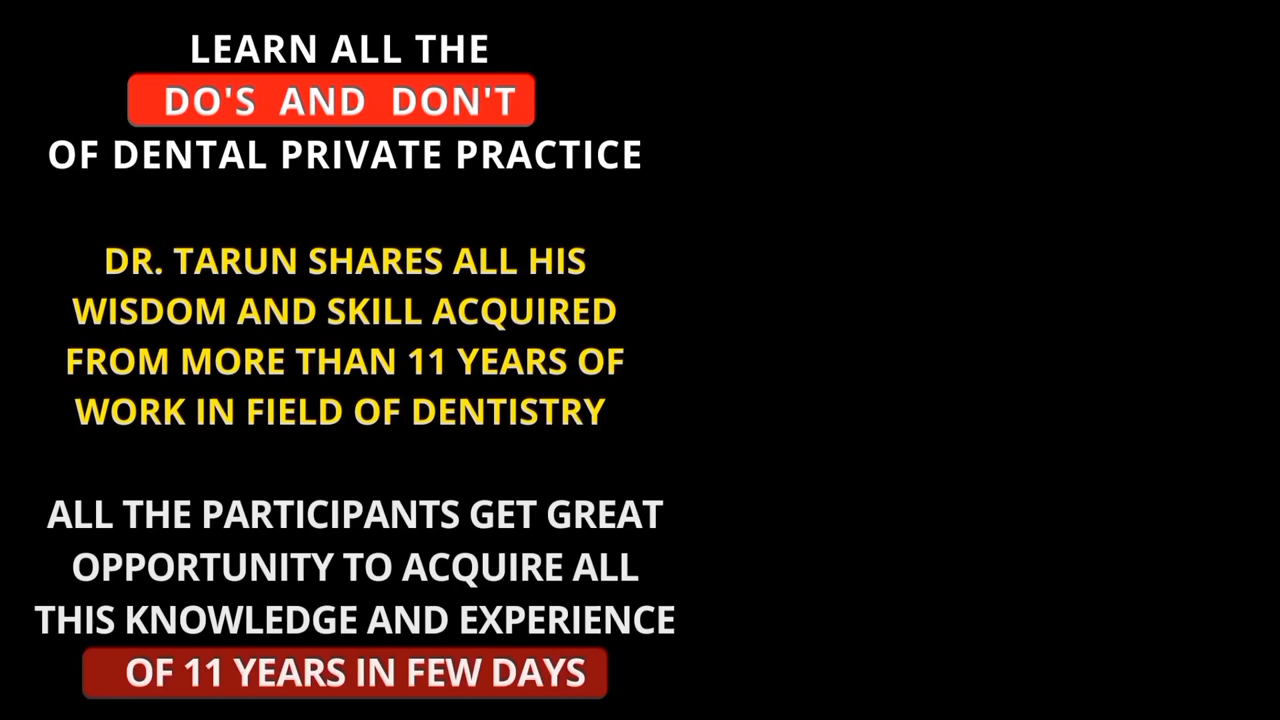 LEARN ALL THE
DO'S AND DON'T
OF DENTAL PRIVATE PRACTICE
DR. TARUN SHARES ALL HIS
WISDOM AND SKILL ACQUIRED
FROM MORE THAN 11 YEARS OF
WORK IN FIELD OF DENTISTRY
ALL THE PARTICIPANTS GET GREAT
OPPORTUNITY TO ACQUIRE ALL
THIS KNOWLEDGE AND EXPERIENCE
OF 11 YEARS IN FEW DAYS